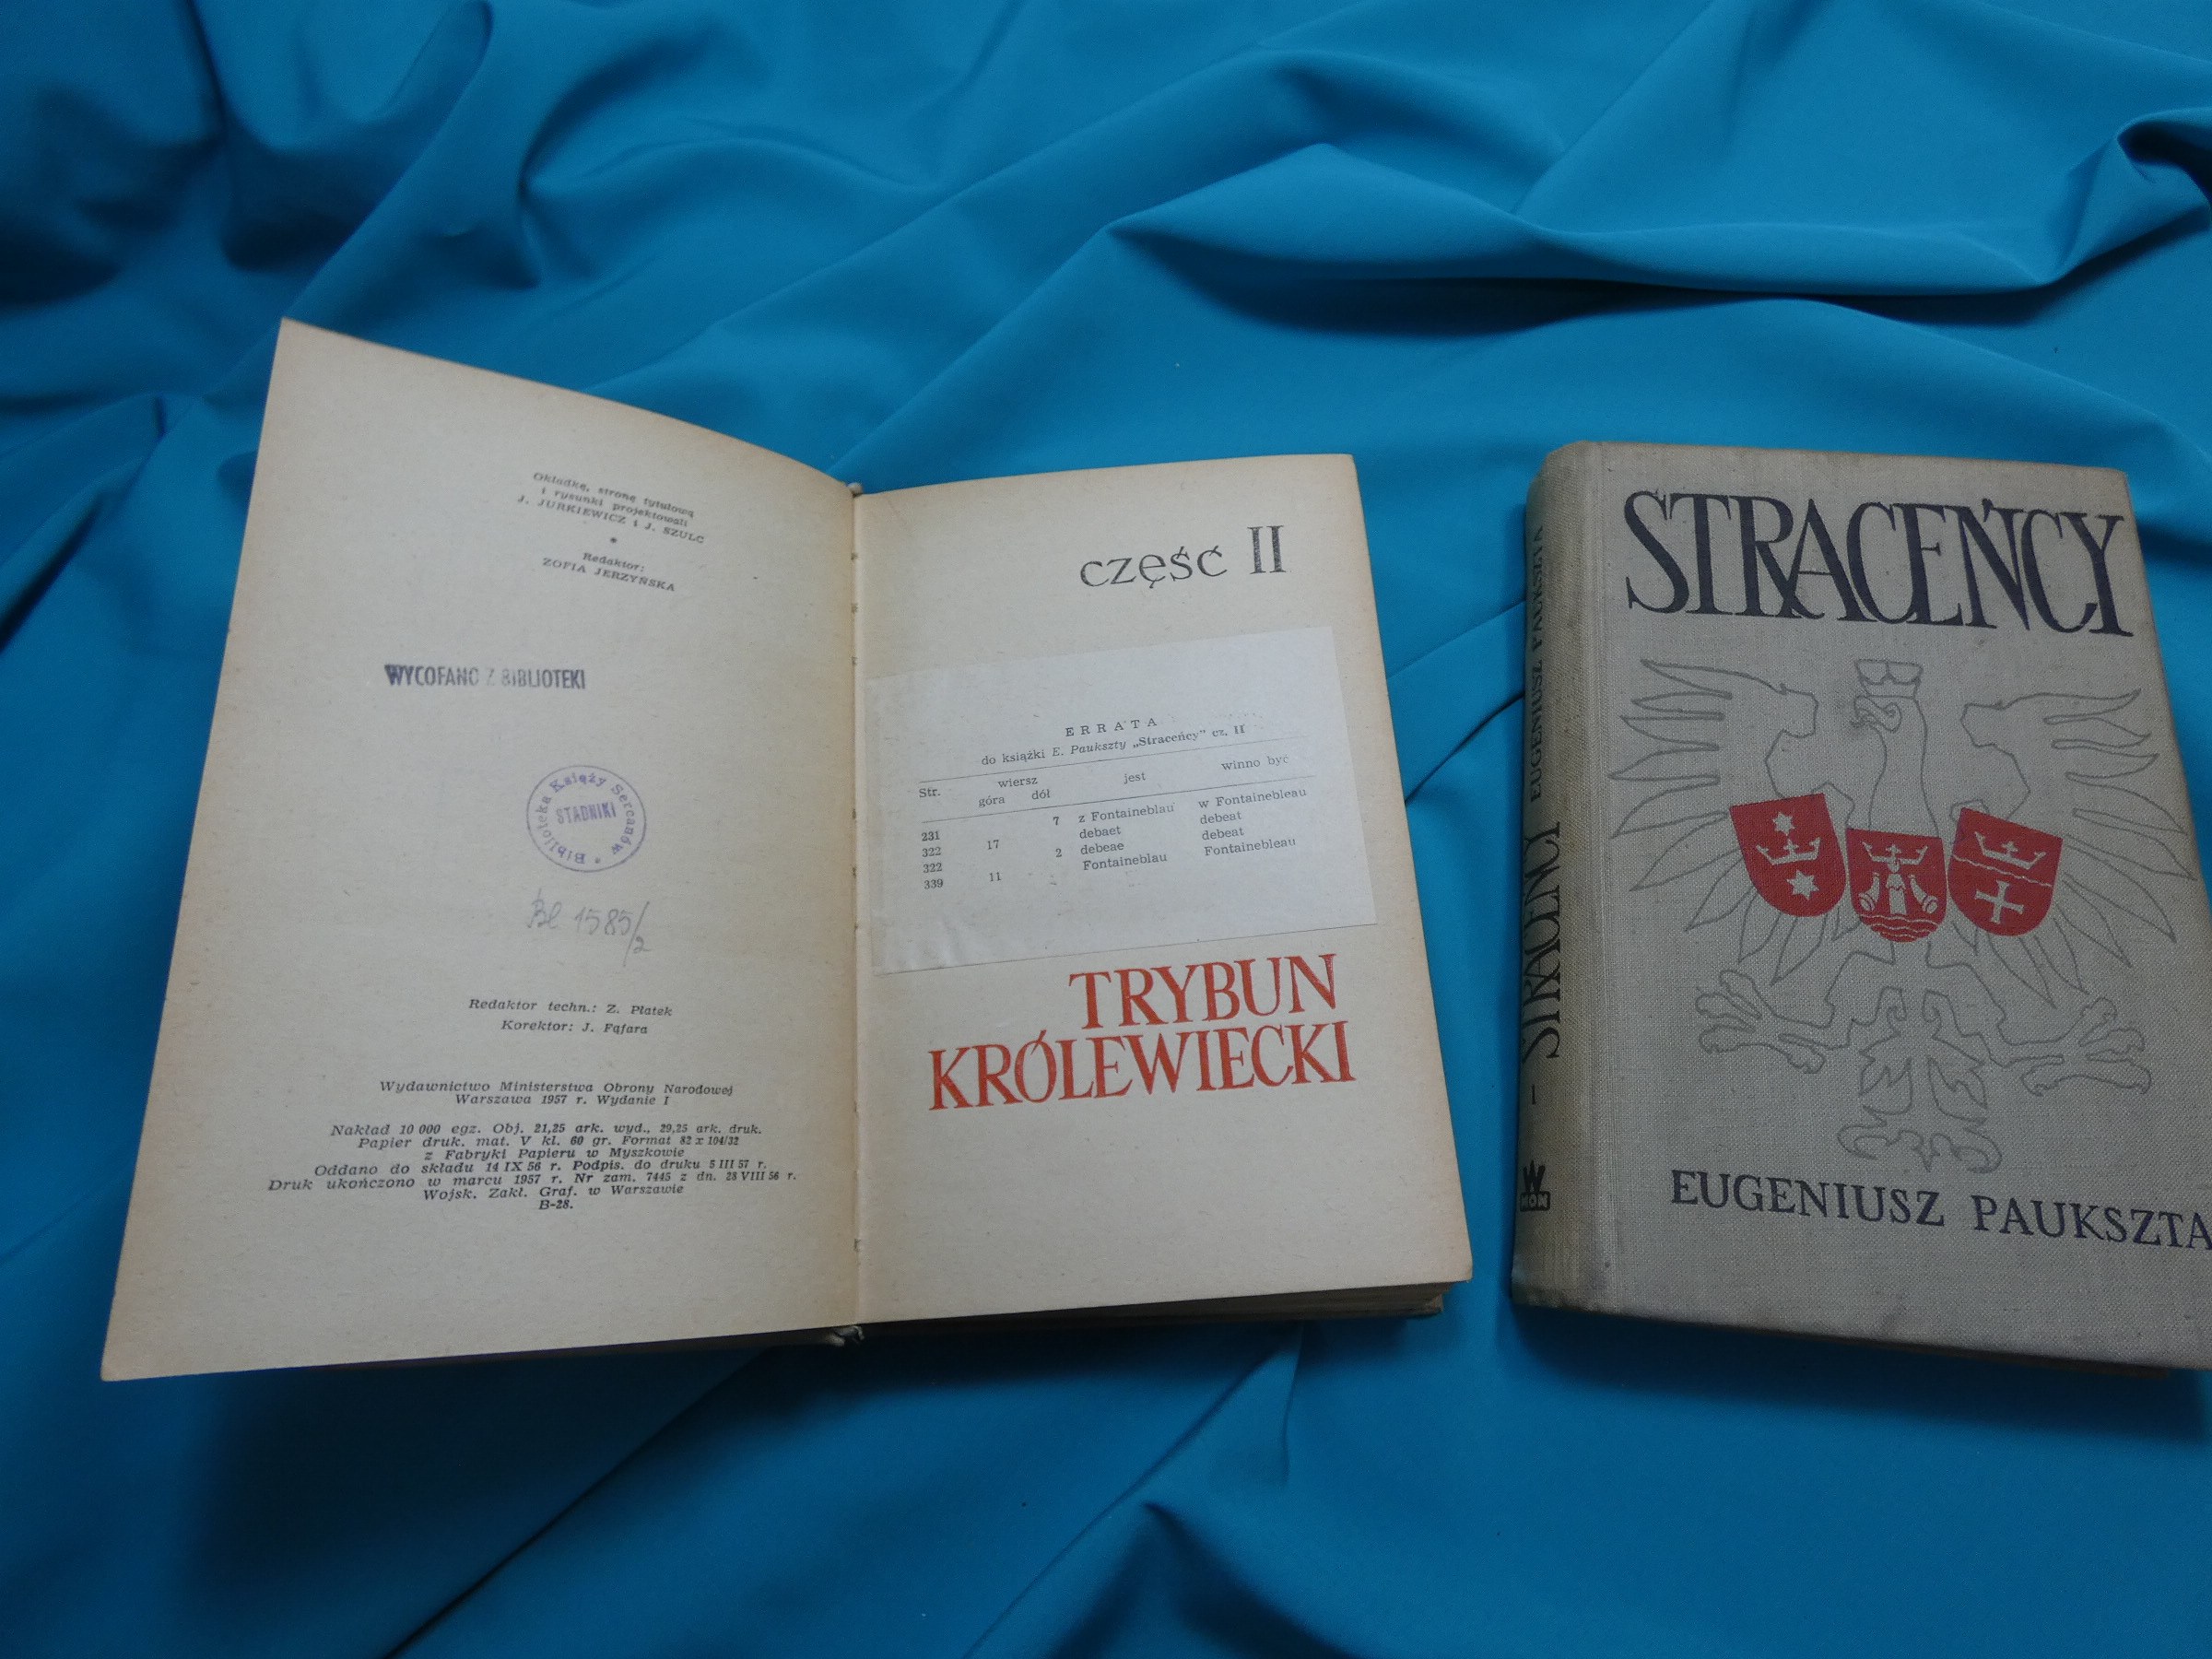 Okładkę, stronę tytułową
i rysunki projektowali
J. JURKIEWICZ i J. SZULC
*
Redaktor:
ZOFIA JERZYŃSKA
WYCOFANO Z BIBLIOTEKI
Biblioteka Księży Sercanów *
STADNIKI
Bl 1585/2
Redaktor techn.: Z. Płatek
Korektor: J. Fąfara
Wydawnictwo Ministerstwa Obrony Narodowej
Warszawa 1957 r. Wydanie I
Nakład 10 000 egz. Obj. 21,25 ark. wyd., 29,25 ark. druk.
Papier druk. mat. V kl. 60 gr. Format 82 x 104/32
z Fabryki Papieru w Myszkowie
Oddano do składu 14 IX 56 r. Podpis. do druku 5 III 57 r.
Druk ukończono w marcu 1957 r. Nr zam. 7445 z dn. 28 VIII 56 r.
Wojsk. Zakł. Graf. w Warszawie
B-28.
część II
ERRATA
do książki E. Paukszty „Straceńcy" cz. II
Str. wiersz jest winno być
góra dół
231 7 z Fontaineblau w Fontainebleau
322 17 debaet debeat
322 2 debeae debeat
339 11 Fontaineblau Fontainebleau
TRYBUN
KRÓLEWIECKI
STRACEŃCY – EUGENIUSZ PAUKSZTA
W
MON
STRACEŃCY
EUGENIUSZ PAUKSZTA